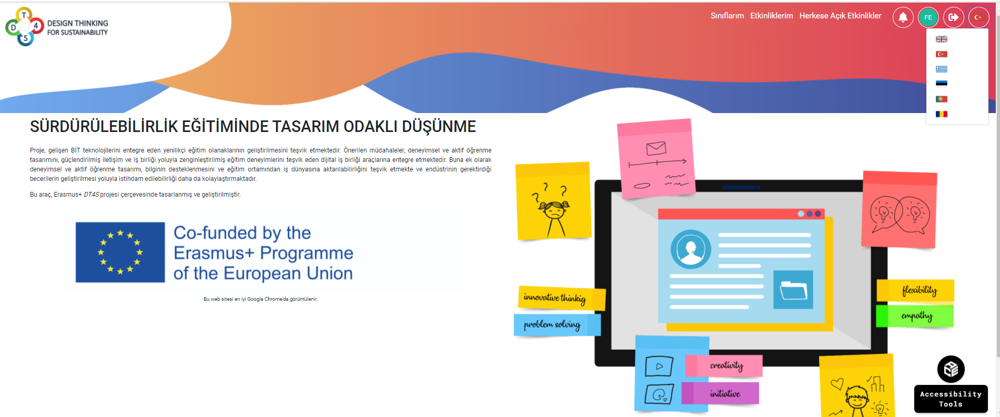 T
D 4
S
DESIGN THINKING
FOR SUSTAINABILITY
Sınıflarım Etkinliklerim Herkese Açık Etkinlikler FE
SÜRDÜRÜLEBİLİRLİK EĞİTİMİNDE TASARIM ODAKLI DÜŞÜNME
Proje, gelişen BİT teknolojilerini entegre eden yenilikçi eğitim olanaklarının geliştirilmesini teşvik etmektedir. Önerilen müdahaleler, deneyimsel ve aktif öğrenme
tasarımını, güçlendirilmiş iletişim ve iş birliği yoluyla zenginleştirilmiş eğitim deneyimlerini teşvik eden dijital iş birliği araçlarına entegre etmektedir. Buna ek olarak
deneyimsel ve aktif öğrenme tasarımı, bilginin desteklenmesini ve eğitim ortamından iş dünyasına aktarılabilirliğini teşvik etmekte ve endüstrinin gerektirdiği
becerilerin geliştirilmesi yoluyla istihdam edilebilirliği daha da kolaylaştırmaktadır.
Bu araç, Erasmus+ DT4S projesi çerçevesinde tasarlanmış ve geliştirilmiştir.
Co-funded by the
Erasmus+ Programme
of the European Union
Bu web sitesi en iyi Google Chrome'da görüntülenir.
innovative thinkig
problem solving
flexibility
empathy
creativity
initiative
ACE
Accessibility
Tools